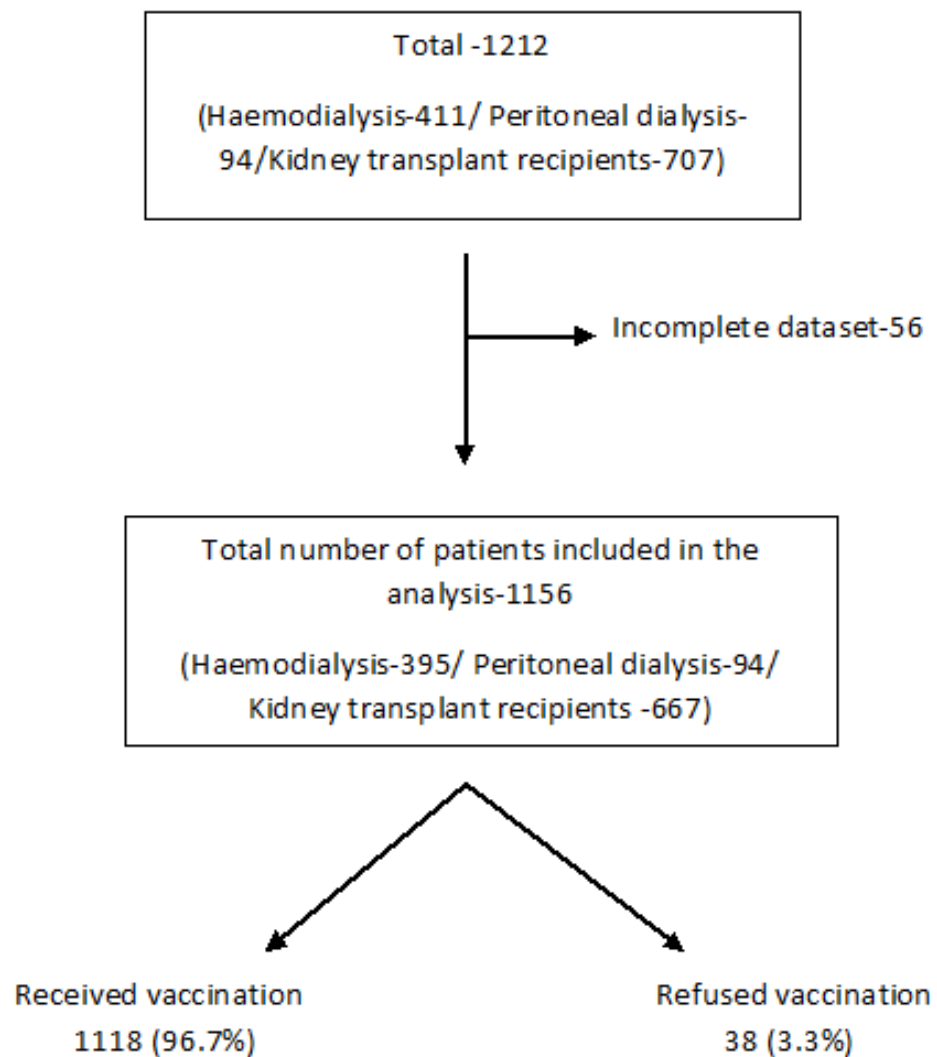 Total -1212
(Haemodialysis-411/ Peritoneal dialysis-
94/Kidney transplant recipients-707)
Incomplete dataset-56
Total number of patients included in the
analysis-1156
(Haemodialysis-395/ Peritoneal dialysis-94/
Kidney transplant recipients -667)
Received vaccination
1118 (96.7%)
Refused vaccination
38 (3.3%)